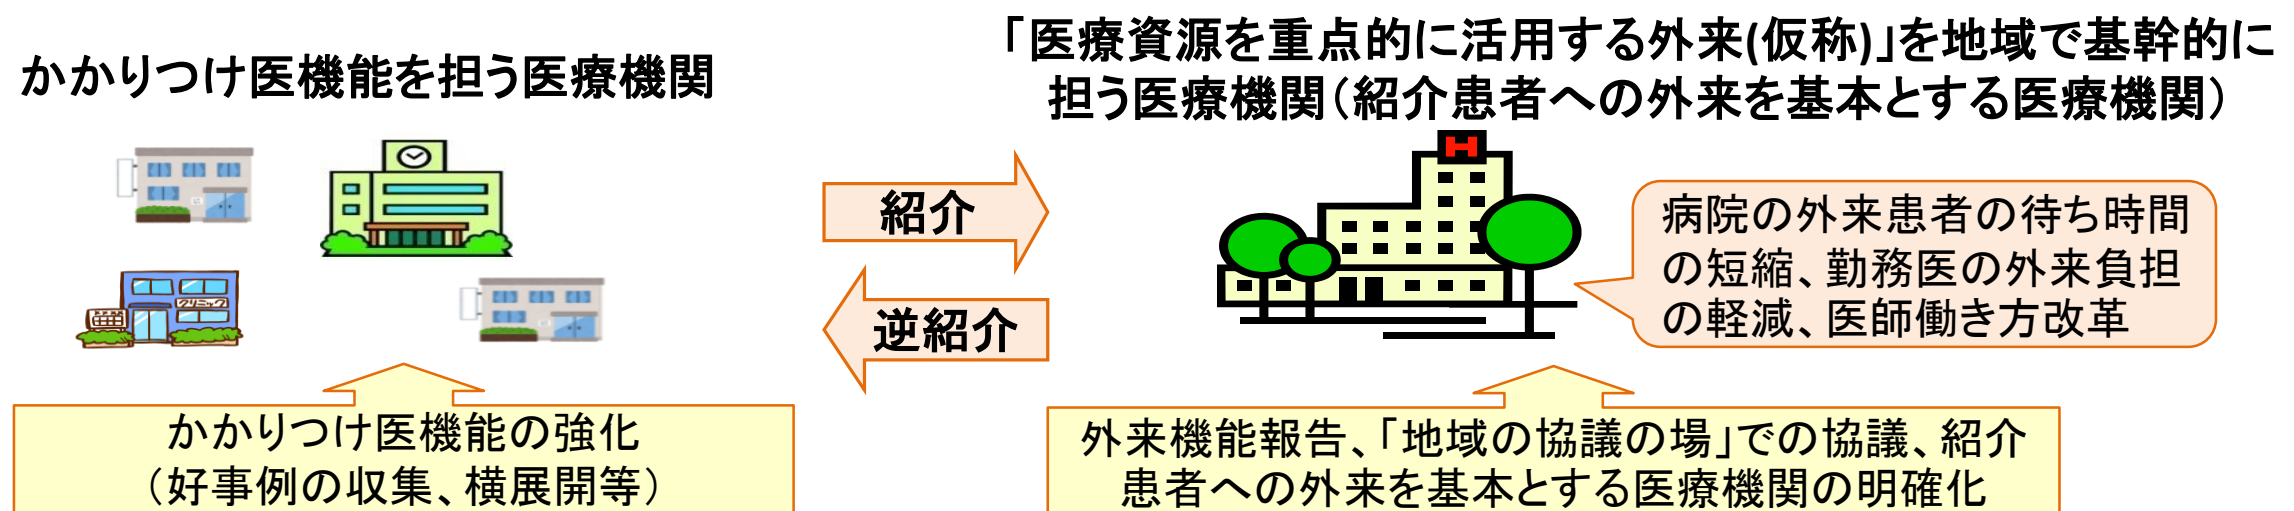 かかりつけ医機能を担う医療機関
「医療資源を重点的に活用する外来(仮称)」を地域で基幹的に
担う医療機関（紹介患者への外来を基本とする医療機関）
クリニック
紹介
逆紹介
H
病院の外来患者の待ち時間
の短縮、勤務医の外来負担
の軽減、医師働き方改革
かかりつけ医機能の強化
（好事例の収集、横展開等）
外来機能報告、「地域の協議の場」での協議、紹介
患者への外来を基本とする医療機関の明確化